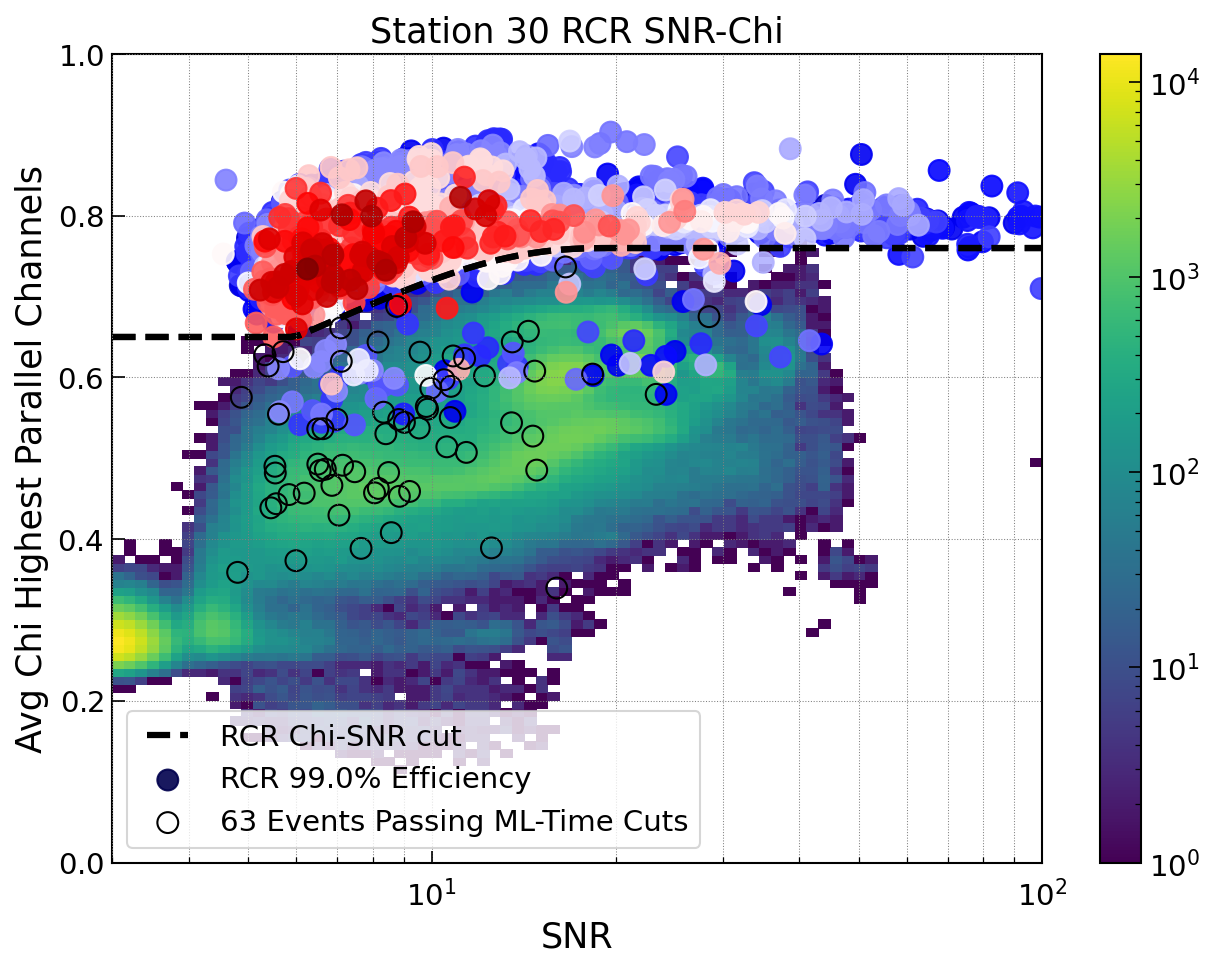 Station 30 RCR SNR-Chi
Avg Chi Highest Parallel Channels
1.0
0.8
0.6
0.4
0.2
0.0
RCR Chi-SNR cut
RCR 99.0% Efficiency
63 Events Passing ML-Time Cuts
10¹
10²
SNR
10⁴
10³
10²
10¹
10⁰